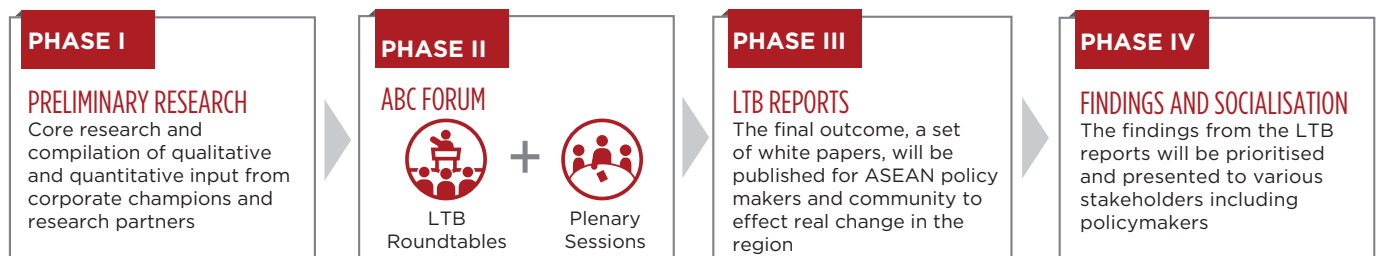 PHASE I
PRELIMINARY RESEARCH
Core research and
compilation of qualitative
and quantitative input from
corporate champions and
research partners
PHASE II
ABC FORUM
+
LTB
Roundtables
Plenary
Sessions
PHASE III
LTB REPORTS
The final outcome, a set
of white papers, will be
published for ASEAN policy
makers and community to
effect real change in the
region
PHASE IV
FINDINGS AND SOCIALISATION
The findings from the LTB
reports will be prioritised
and presented to various
stakeholders including
policymakers